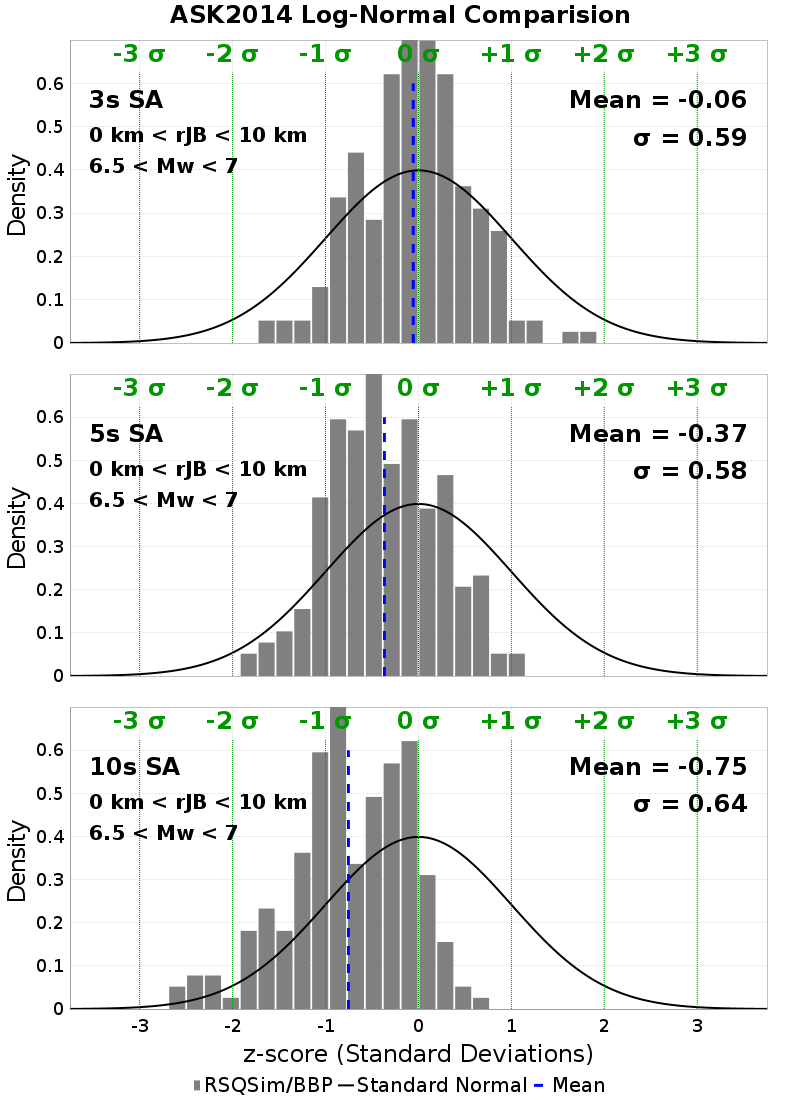 ASK2014 Log-Normal Comparision
-3 σ -2 σ -1 σ 0 σ +1 σ +2 σ +3 σ
3s SA
0 km < rJB < 10 km
6.5 < Mw < 7
Mean = -0.06
σ = 0.59
Density
0.6
0.5
0.4
0.3
0.2
0.1
0
-3 σ -2 σ -1 σ 0 σ +1 σ +2 σ +3 σ
5s SA
0 km < rJB < 10 km
6.5 < Mw < 7
Mean = -0.37
σ = 0.58
Density
0.6
0.5
0.4
0.3
0.2
0.1
0
-3 σ -2 σ -1 σ 0 σ +1 σ +2 σ +3 σ
10s SA
0 km < rJB < 10 km
6.5 < Mw < 7
Mean = -0.75
σ = 0.64
Density
0.6
0.5
0.4
0.3
0.2
0.1
0
-3 -2 -1 0 1 2 3
z-score (Standard Deviations)
RSQSim/BBP Standard Normal Mean